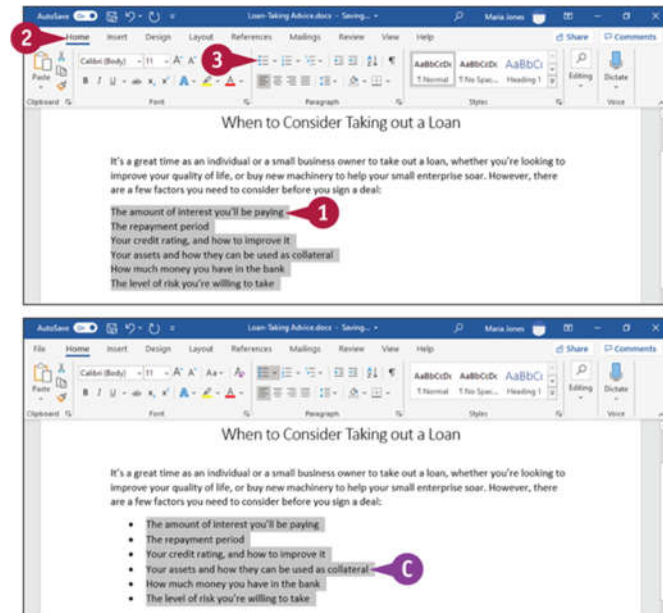 AutoSave On Loan-Taking Advice.docx - Saving... Maria Jones
2 Home Insert Design Layout References Mailings Review View Help Share Comments
3
Calibri (Body) 11 A A AaBbCcDc AaBbCcDc AaBbCc
Paste B I U ab x, x² A A ¶ Normal ¶ No Spac... Heading 1 Editing Dictate
Clipboard Font Paragraph Styles Voice
When to Consider Taking out a Loan
It's a great time as an individual or a small business owner to take out a loan, whether you're looking to
improve your quality of life, or buy new machinery to help your small enterprise soar. However, there
are a few factors you need to consider before you sign a deal:
The amount of interest you'll be paying 1
The repayment period
Your credit rating, and how to improve it
Your assets and how they can be used as collateral
How much money you have in the bank
The level of risk you're willing to take
AutoSave On Loan-Taking Advice.docx - Saving... Maria Jones
File Home Insert Design Layout References Mailings Review View Help Share Comments
Calibri (Body) 11 A A Aa A AaBbCcDc AaBbCcDc AaBbCc
Paste B I U ab x, x² A A ¶ Normal ¶ No Spac... Heading 1 Editing Dictate
Clipboard Font Paragraph Styles Voice
When to Consider Taking out a Loan
It's a great time as an individual or a small business owner to take out a loan, whether you're looking to
improve your quality of life, or buy new machinery to help your small enterprise soar. However, there
are a few factors you need to consider before you sign a deal:
• The amount of interest you'll be paying
• The repayment period
• Your credit rating, and how to improve it
• Your assets and how they can be used as collateral C
• How much money you have in the bank
• The level of risk you're willing to take